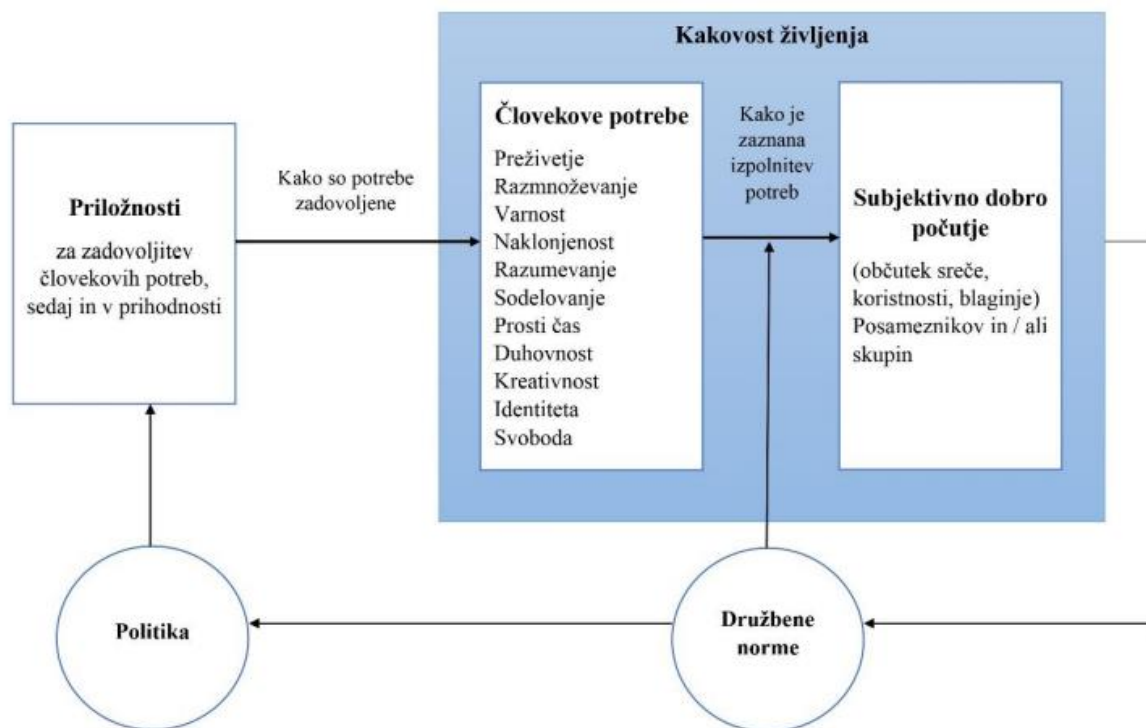 Kakovost življenja
Priložnosti
za zadovoljitev
človekovih potreb,
sedaj in v prihodnosti
Kako so potrebe
zadovoljene
Človekove potrebe
Preživetje
Razmnoževanje
Varnost
Naklonjenost
Razumevanje
Sodelovanje
Prosti čas
Duhovnost
Kreativnost
Identiteta
Svoboda
Kako je
zaznana
izpolnitev
potreb
Subjektivno dobro
počutje
(občutek sreče,
koristnosti, blaginje)
Posameznikov in / ali
skupin
Politika
Družbene
norme